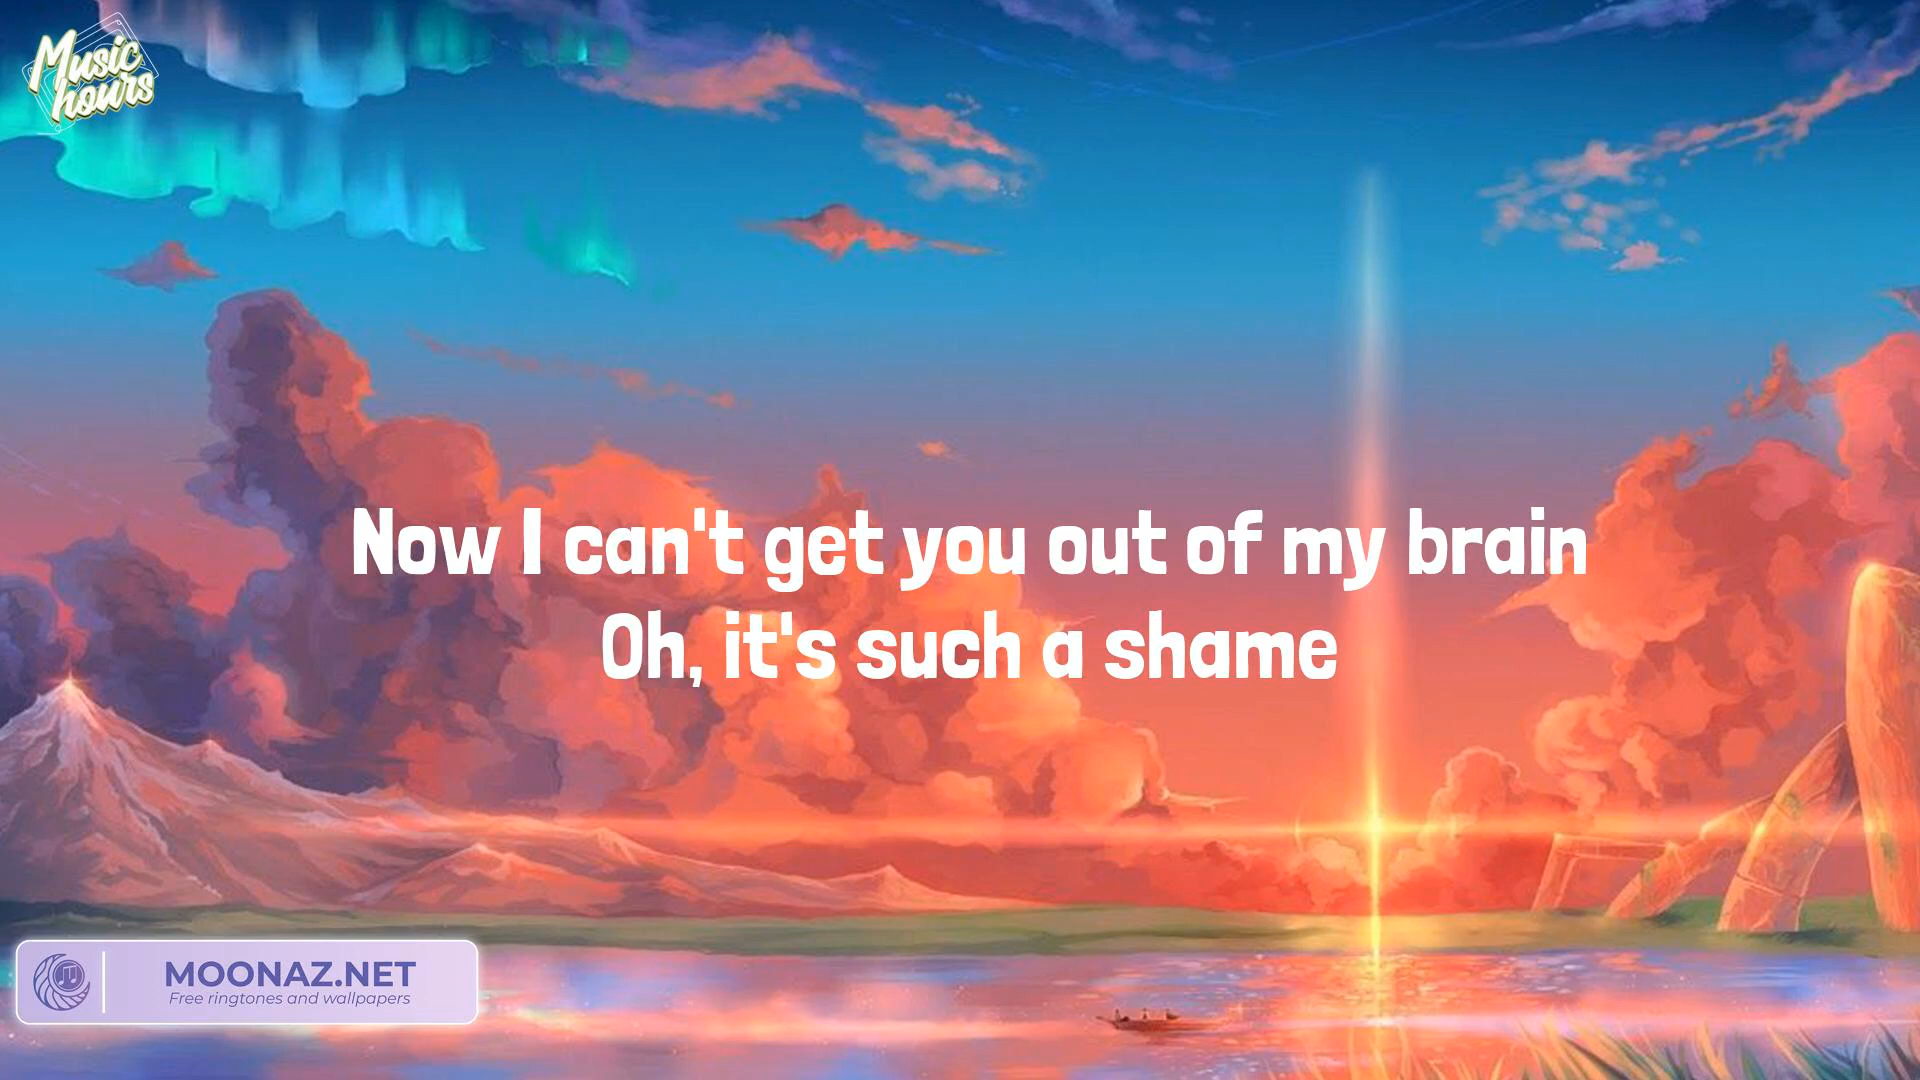 Music
hours
Now I can't get you out of my brain
Oh, it's such a shame
MOONAZ.NET
Free ringtones and wallpapers